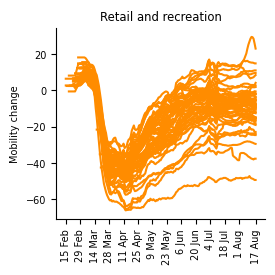 Retail and recreation
Mobility change
20
0
−20
−40
−60
15 Feb
29 Feb
14 Mar
28 Mar
11 Apr
25 Apr
9 May
23 May
6 Jun
20 Jun
4 Jul
18 Jul
1 Aug
17 Aug